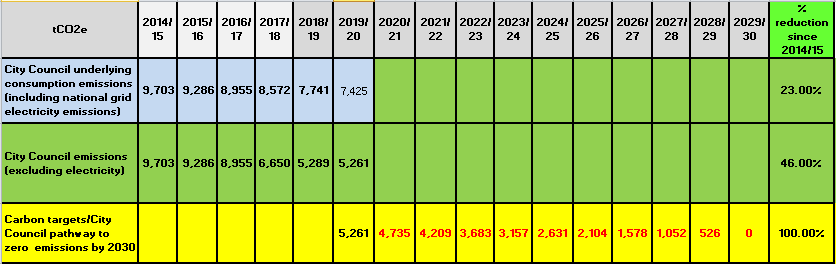 tCO2e 2014/15 2015/16 2016/17 2017/18 2018/19 2019/20 2020/21 2021/22 2022/23 2023/24 2024/25 2025/26 2026/27 2027/28 2028/29 2029/30 % reduction since 2014/15
City Council underlying consumption emissions (including national grid electricity emissions) 9,703 9,286 8,955 8,572 7,741 7,425 23.00%
City Council emissions (excluding electricity) 9,703 9,286 8,955 6,650 5,289 5,261 46.00%
Carbon targets/City Council pathway to zero emissions by 2030 5,261 4,735 4,209 3,683 3,157 2,631 2,104 1,578 1,052 526 0 100.00%